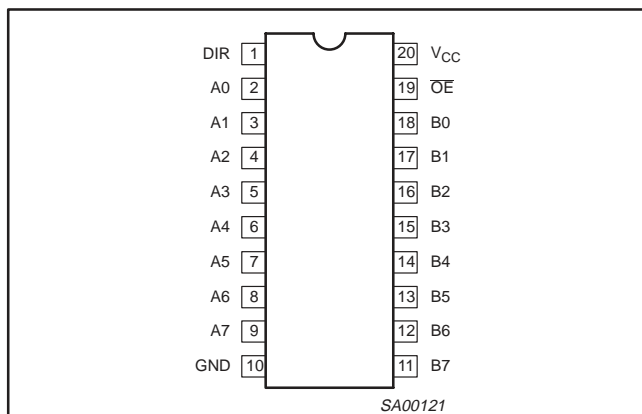 DIR 1 20 VCC
A0 2 19 O̅E̅
A1 3 18 B0
A2 4 17 B1
A3 5 16 B2
A4 6 15 B3
A5 7 14 B4
A6 8 13 B5
A7 9 12 B6
GND 10 11 B7
SA00121